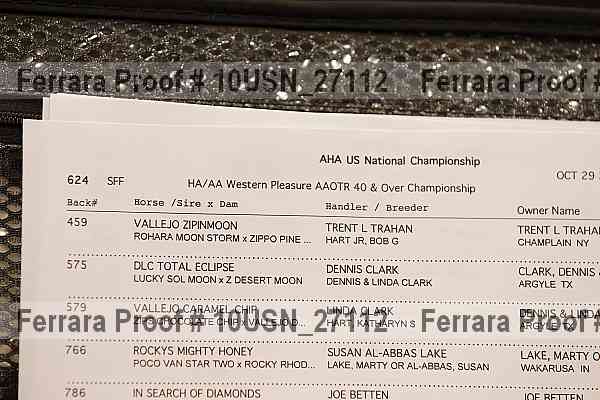 Ferrara Proof # 10USN_27112 Ferrara Proof #
AHA US National Championship
624 SFF OCT 29
HA/AA Western Pleasure AAOTR 40 & Over Championship
Back# Horse /Sire x Dam Handler / Breeder Owner Name
459 VALLEJO ZIPINMOON TRENT L TRAHAN TRENT L TRAHAN
ROHARA MOON STORM x ZIPPO PINE ... HART JR, BOB G CHAMPLAIN NY
575 DLC TOTAL ECLIPSE DENNIS CLARK CLARK, DENNIS
LUCKY SOL MOON x Z DESERT MOON DENNIS & LINDA CLARK ARGYLE TX
579 VALLEJO CARAMEL CHIP LINDA CLARK DENNIS & LINDA
ZIPS CHOCOLATE CHIP x VALLEJO D... HART, KATHARYN S ARGYLE TX
Ferrara Proof # 10USN_27112 Ferrara Proof #
766 ROCKYS MIGHTY HONEY SUSAN AL-ABBAS LAKE LAKE, MARTY O
POCO VAN STAR TWO x ROCKY RHOD... LAKE, MARTY OR AL-ABBAS, SUSAN WAKARUSA IN
786 IN SEARCH OF DIAMONDS JOE BETTEN JOE BETTEN